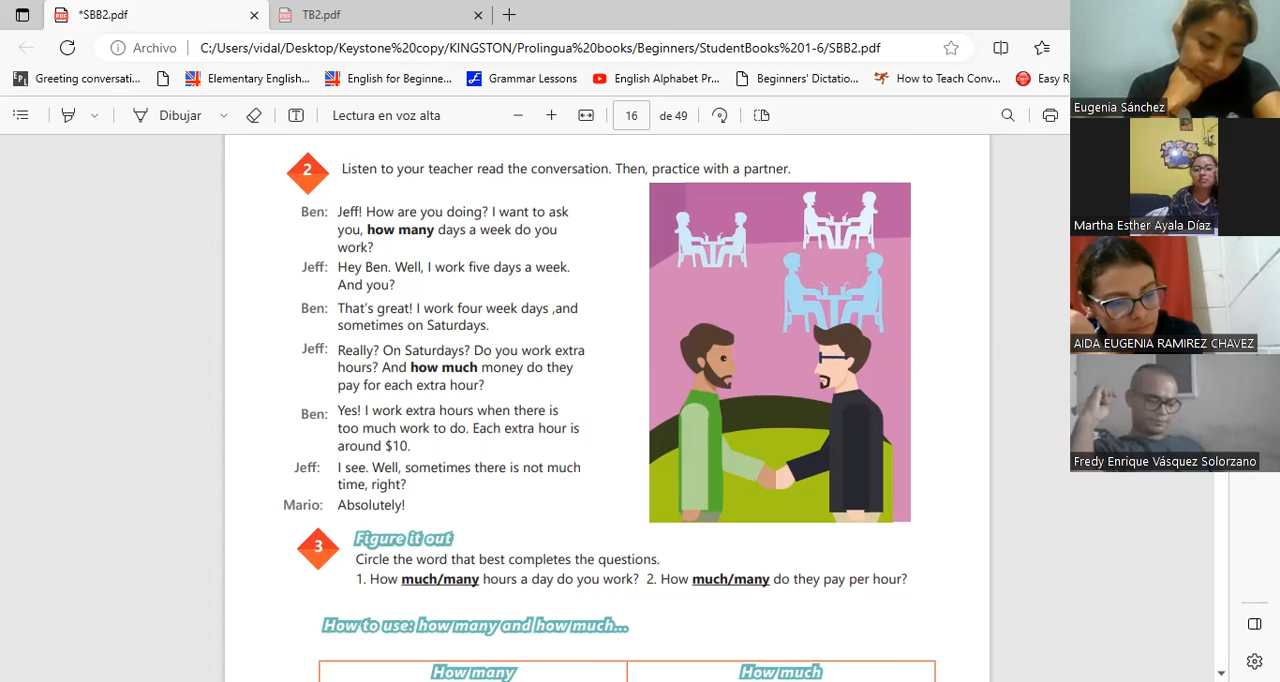 *SBB2.pdf
TB2.pdf
Archivo
C:/Users/vidal/Desktop/Keystone%20copy/KINGSTON/Prolingua%20books/Beginners/StudentBooks%201-6/SBB2.pdf
Greeting conversati...
Elementary English...
English for Beginne...
Grammar Lessons
English Alphabet Pr...
Beginners' Dictatio...
How to Teach Conv...
Easy R
Dibujar
Lectura en voz alta
16
de 49
2
Listen to your teacher read the conversation. Then, practice with a partner.
Ben: Jeff! How are you doing? I want to ask
you, how many days a week do you
work?
Jeff: Hey Ben. Well, I work five days a week.
And you?
Ben: That's great! I work four week days ,and
sometimes on Saturdays.
Jeff: Really? On Saturdays? Do you work extra
hours? And how much money do they
pay for each extra hour?
Ben: Yes! I work extra hours when there is
too much work to do. Each extra hour is
around $10.
Jeff: I see. Well, sometimes there is not much
time, right?
Mario: Absolutely!
3
Figure it out
Circle the word that best completes the questions.
1. How much/many hours a day do you work? 2. How much/many do they pay per hour?
How to use: how many and how much...
How many
How much
Eugenia Sánchez
Martha Esther Ayala Díaz
AIDA EUGENIA RAMIREZ CHAVEZ
Fredy Enrique Vásquez Solorzano